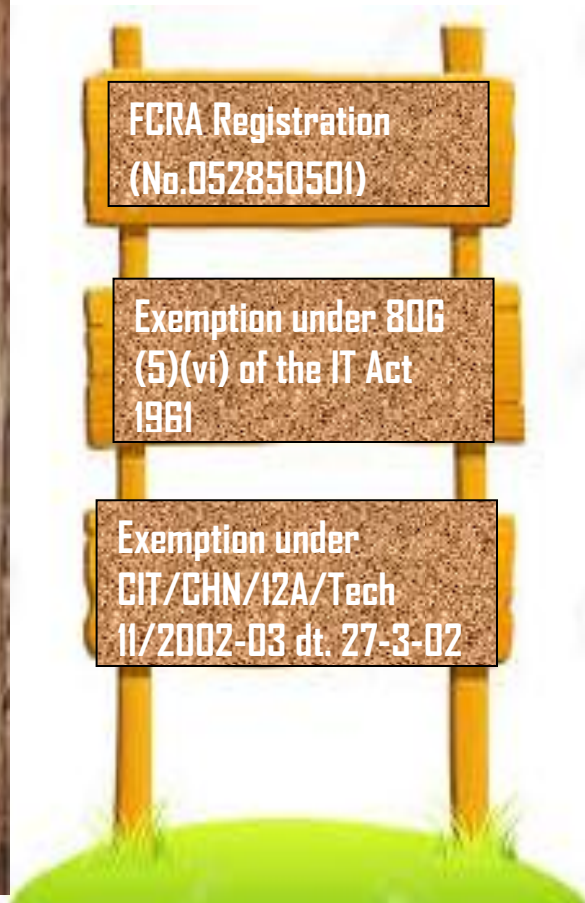 FCRA Registration
(No.052850501)
Exemption under 80G
(5)(vi) of the IT Act
1961
Exemption under
CIT/CHN/12A/Tech
11/2002-03 dt. 27-3-02